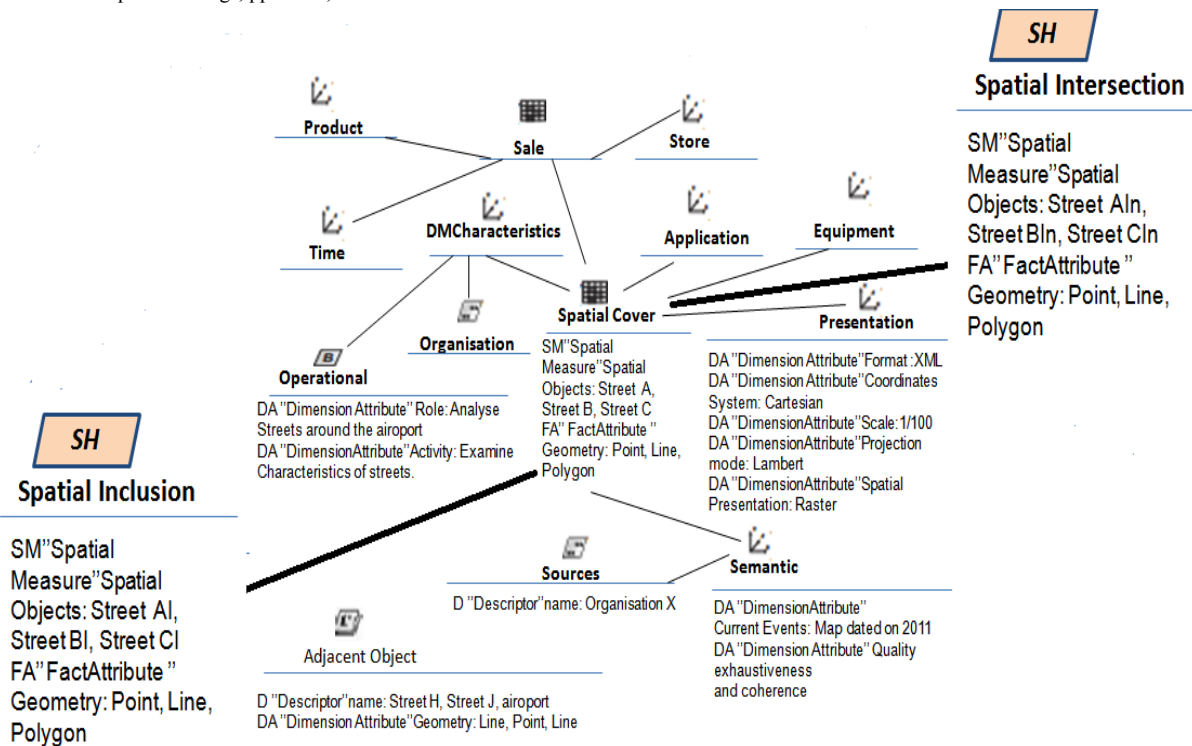 SH
Spatial Intersection
SM”Spatial
Measure”Spatial
Objects: Street AIn,
Street BIn, Street CIn
FA” FactAttribute ”
Geometry: Point, Line,
Polygon
Product
Sale
Store
Time
DMCharacteristics
Application
Equipment
Organisation
Spatial Cover
SM”Spatial
Measure”Spatial
Objects: Street A,
Street B, Street C
FA” FactAttribute ”
Geometry: Point, Line,
Polygon
Presentation
DA ”Dimension Attribute”Format :XML
DA ”Dimension Attribute”Coordinates
System: Cartesian
DA ”DimensionAttribute”Scale: 1/100
DA ”DimensionAttribute”Projection
mode: Lambert
DA ”DimensionAttribute”Spatial
Presentation: Raster
B
Operational
DA ”Dimension Attribute” Role: Analyse
Streets around the airport
DA ”DimensionAttribute”Activity: Examine
Characteristics of streets.
SH
Spatial Inclusion
SM”Spatial
Measure”Spatial
Objects: Street AI,
Street BI, Street CI
FA” FactAttribute ”
Geometry: Point, Line,
Polygon
Sources
D ”Descriptor”name: Organisation X
Semantic
DA ”DimensionAttribute”
Current Events: Map dated on 2011
DA ”Dimension Attribute” Quality
exhaustiveness
and coherence
Adjacent Object
D ”Descriptor”name: Street H, Street J, airoport
DA ”Dimension Attribute”Geometry: Line, Point, Line